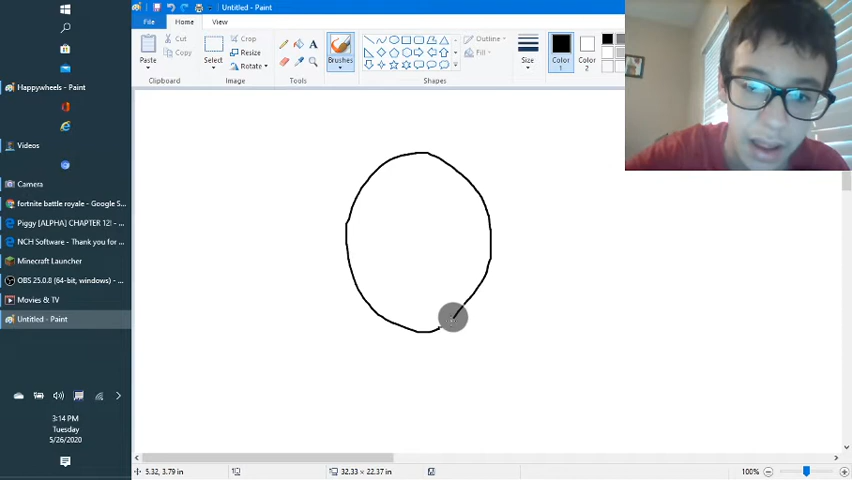 Untitled - Paint
File
Home
View
Paste
Cut
Copy
Clipboard
Select
Crop
Resize
Rotate
Image
Tools
Brushes
Shapes
Outline
Fill
Size
Color
1
Color
2
Happywheels - Paint
Videos
Camera
fortnite battle royale - Google S...
Piggy [ALPHA] CHAPTER 12! - ...
NCH Software - Thank you for ...
Minecraft Launcher
OBS 25.0.8 (64-bit, windows) - ...
Movies & TV
Untitled - Paint
3:14 PM
Tuesday
5/26/2020
5.32, 3.79 in
32.33 × 22.37 in
100%